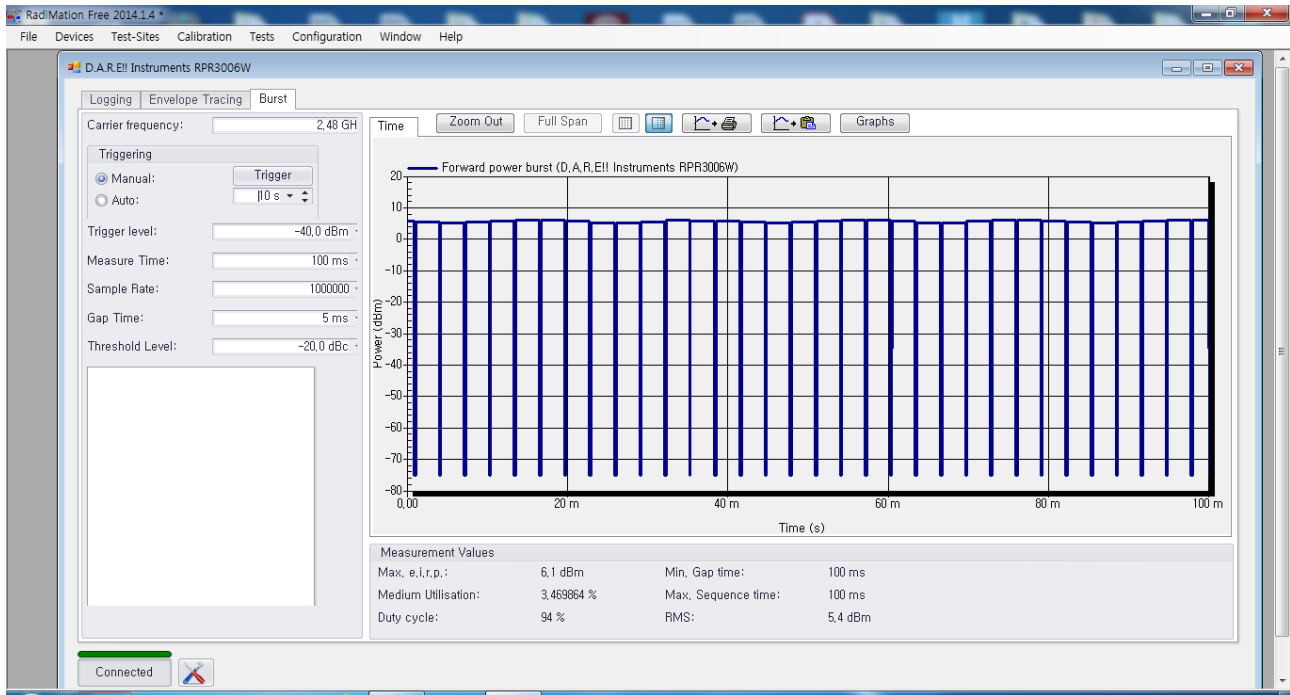 RadiMation Free 2014.1.4 *
File Devices Test-Sites Calibration Tests Configuration Window Help
D.A.R.E!! Instruments RPR3006W
Logging Envelope Tracing Burst
Carrier frequency: 2,48 GH
Triggering
Manual: Trigger
Auto: 10 s
Trigger level: -40,0 dBm
Measure Time: 100 ms
Sample Rate: 1000000
Gap Time: 5 ms
Threshold Level: -20,0 dBc
Time Zoom Out Full Span Graphs
Forward power burst (D,A,R,E!! Instruments RPR3006W)
Power (dBm)
20
10
0
-10
-20
-30
-40
-50
-60
-70
-80
0,00 20 m 40 m 60 m 80 m 100 m
Time (s)
Measurement Values
Max, e,i,r,p,: 6,1 dBm Min, Gap time: 100 ms
Medium Utilisation: 3,469864 % Max, Sequence time: 100 ms
Duty cycle: 94 % RMS: 5,4 dBm
Connected